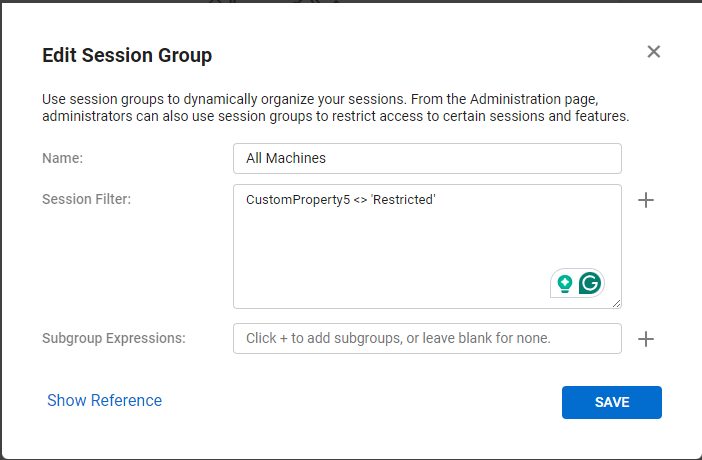 Edit Session Group
Use session groups to dynamically organize your sessions. From the Administration page,
administrators can also use session groups to restrict access to certain sessions and features.
Name:
All Machines
Session Filter:
CustomProperty5 <> 'Restricted'
Subgroup Expressions:
Click + to add subgroups, or leave blank for none.
Show Reference
SAVE